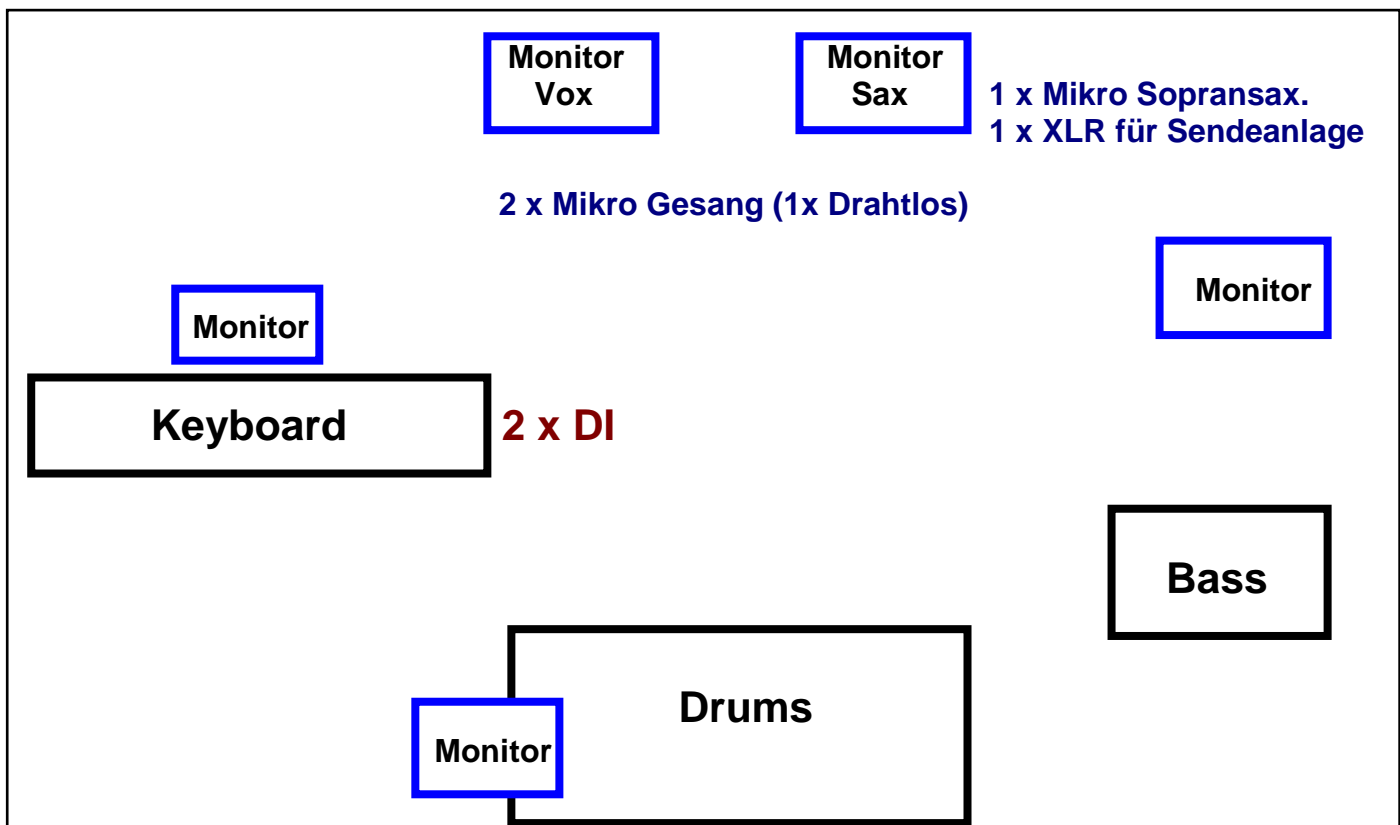 Monitor
Vox
Monitor
Sax
1 x Mikro Sopransax.
1 x XLR für Sendeanlage
2 x Mikro Gesang (1x Drahtlos)
Monitor
Monitor
Keyboard
2 x DI
Bass
Drums
Monitor